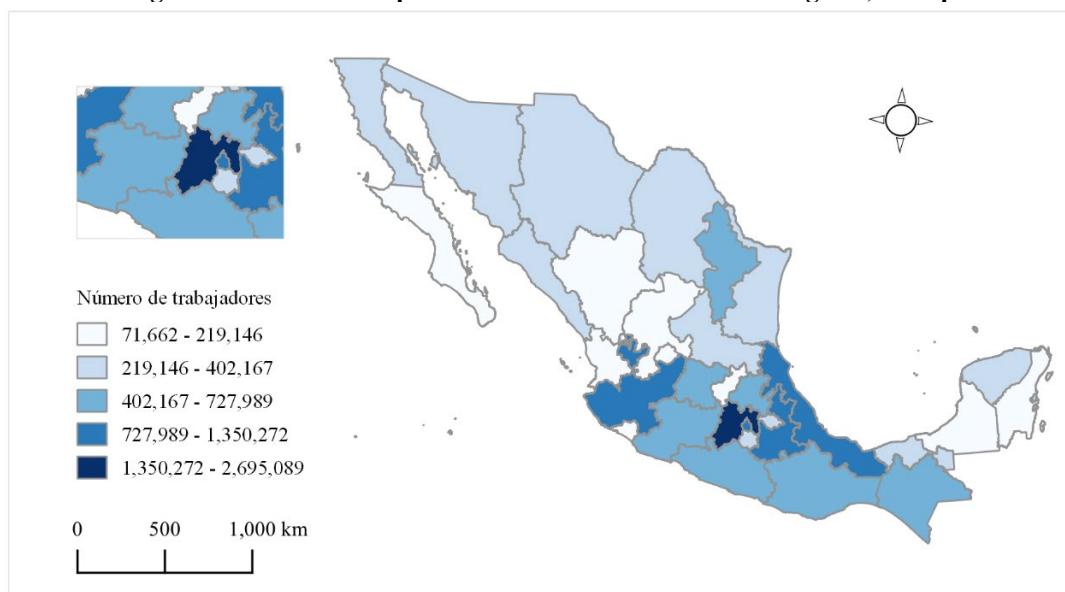 Número de trabajadores
71,662 - 219,146
219,146 - 402,167
402,167 - 727,989
727,989 - 1,350,272
1,350,272 - 2,695,089
0 500 1,000 km